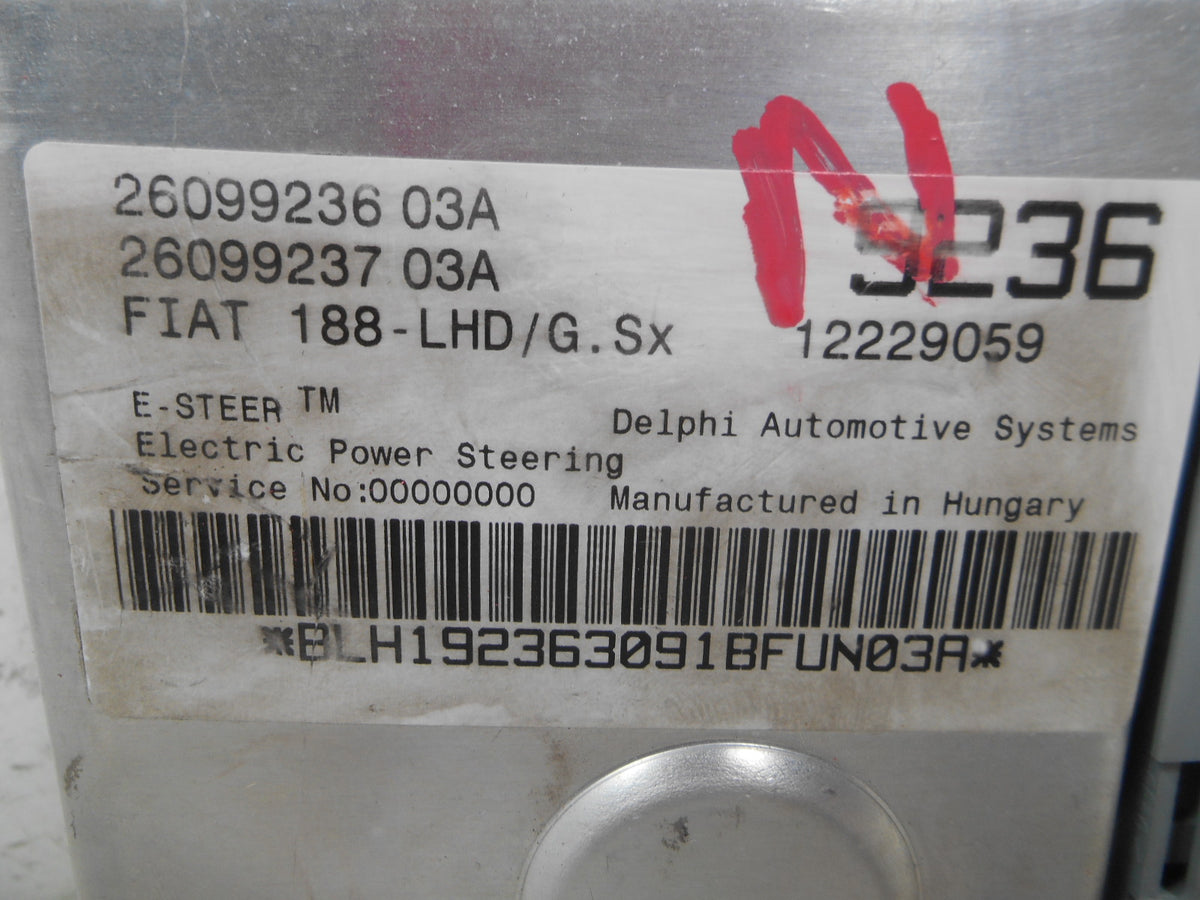 N
26099236 03A
9236
26099237 03A
FIAT 188-LHD/G.Sx 12229059
E-STEER TM
Delphi Automotive Systems
Electric Power Steering
Service No:00000000 Manufactured in Hungary
*BLH192363091BFUN03A*